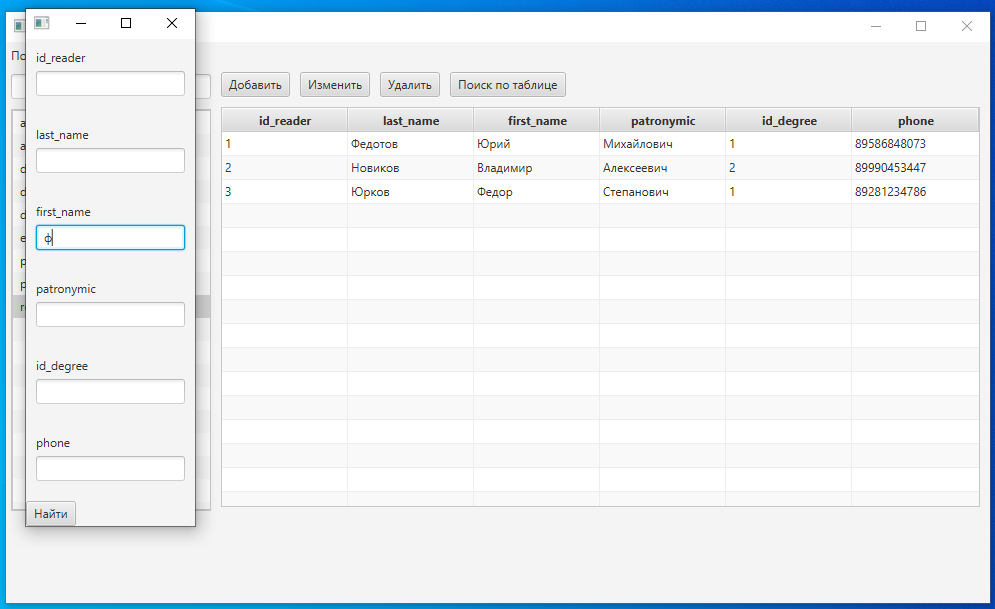 id_reader
last_name
first_name
ф
patronymic
id_degree
phone
Найти
По
Добавить Изменить Удалить Поиск по таблице
id_reader last_name first_name patronymic id_degree phone
1 Федотов Юрий Михайлович 1 89586848073
2 Новиков Владимир Алексеевич 2 89990453447
3 Юрков Федор Степанович 1 89281234786